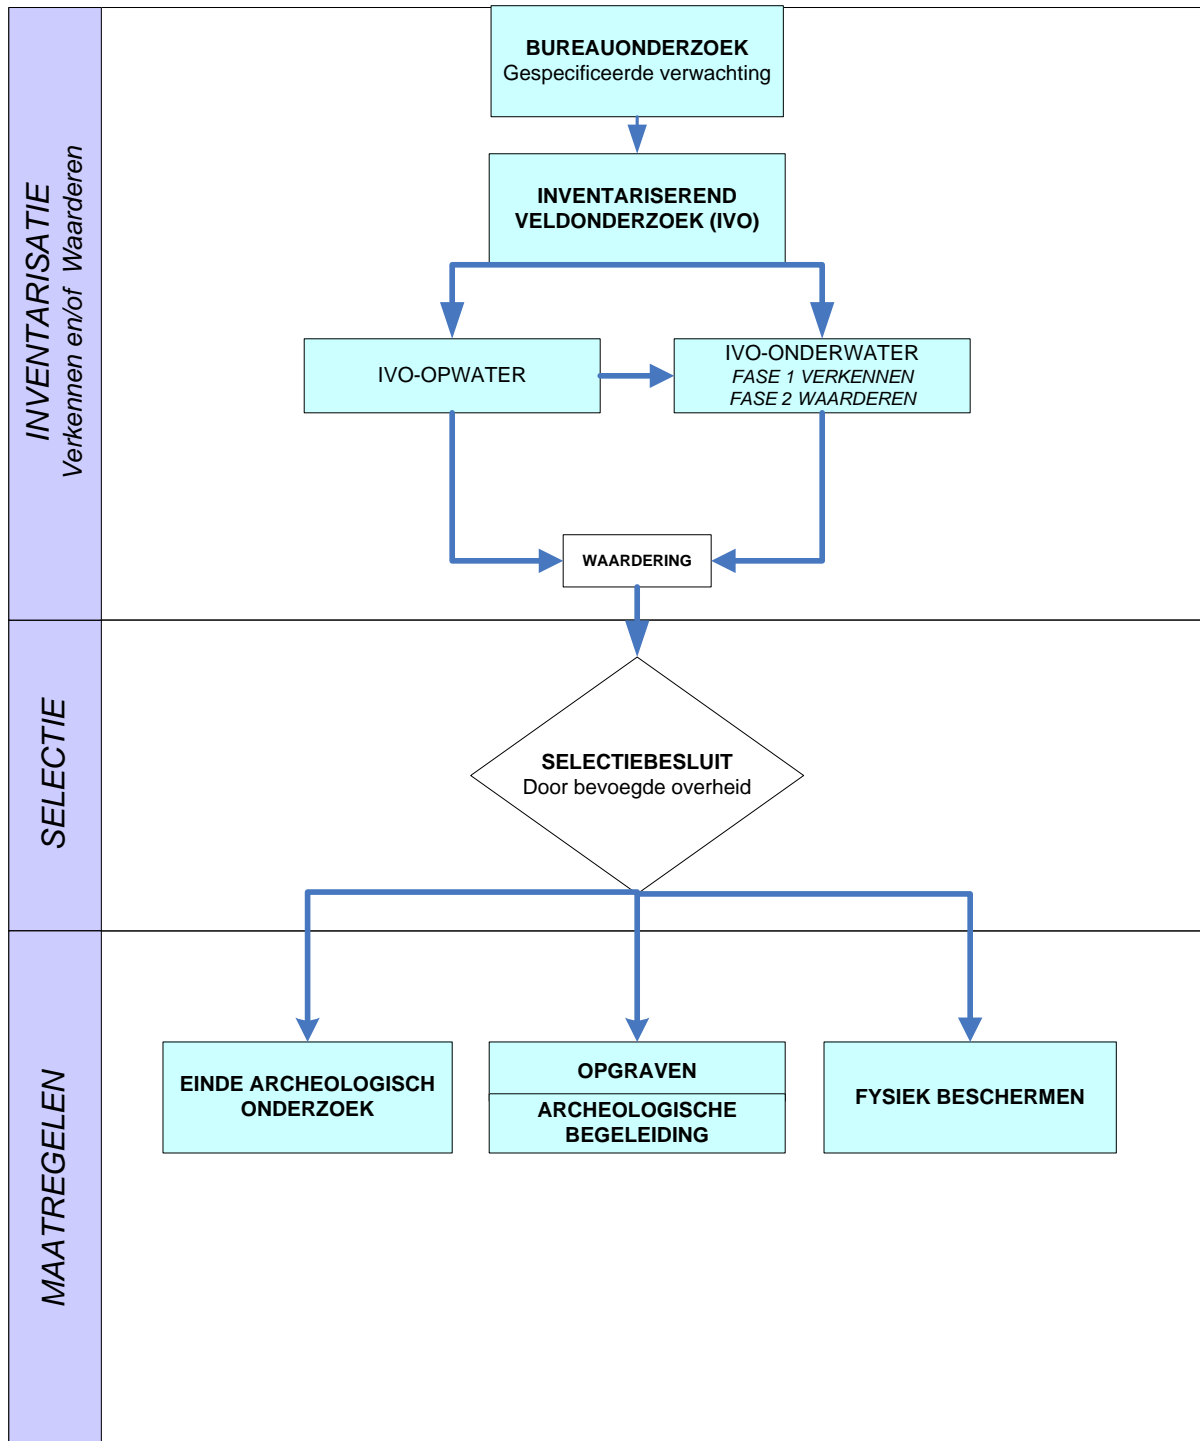 INVENTARISATIE
Verkennen en/of Waarderen
BUREAUONDERZOEK
Gespecificeerde verwachting
INVENTARISEREND
VELDONDERZOEK (IVO)
IVO-OPWATER
IVO-ONDERWATER
FASE 1 VERKENNEN
FASE 2 WAARDEREN
WAARDERING
SELECTIE
SELECTIEBESLUIT
Door bevoegde overheid
MAATREGELEN
EINDE ARCHEOLOGISCH
ONDERZOEK
OPGRAVEN
ARCHEOLOGISCHE
BEGELEIDING
FYSIEK BESCHERMEN